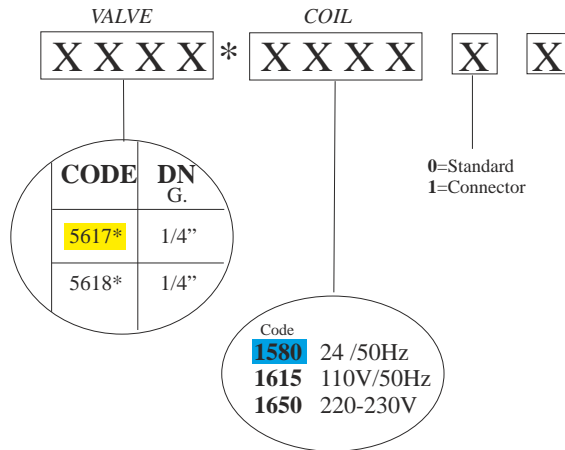 VALVE COIL
X X X X * X X X X X X
CODE DN
G.
5617* 1/4”
5618* 1/4”
0=Standard
1=Connector
Code
1580 24 /50Hz
1615 110V/50Hz
1650 220-230V